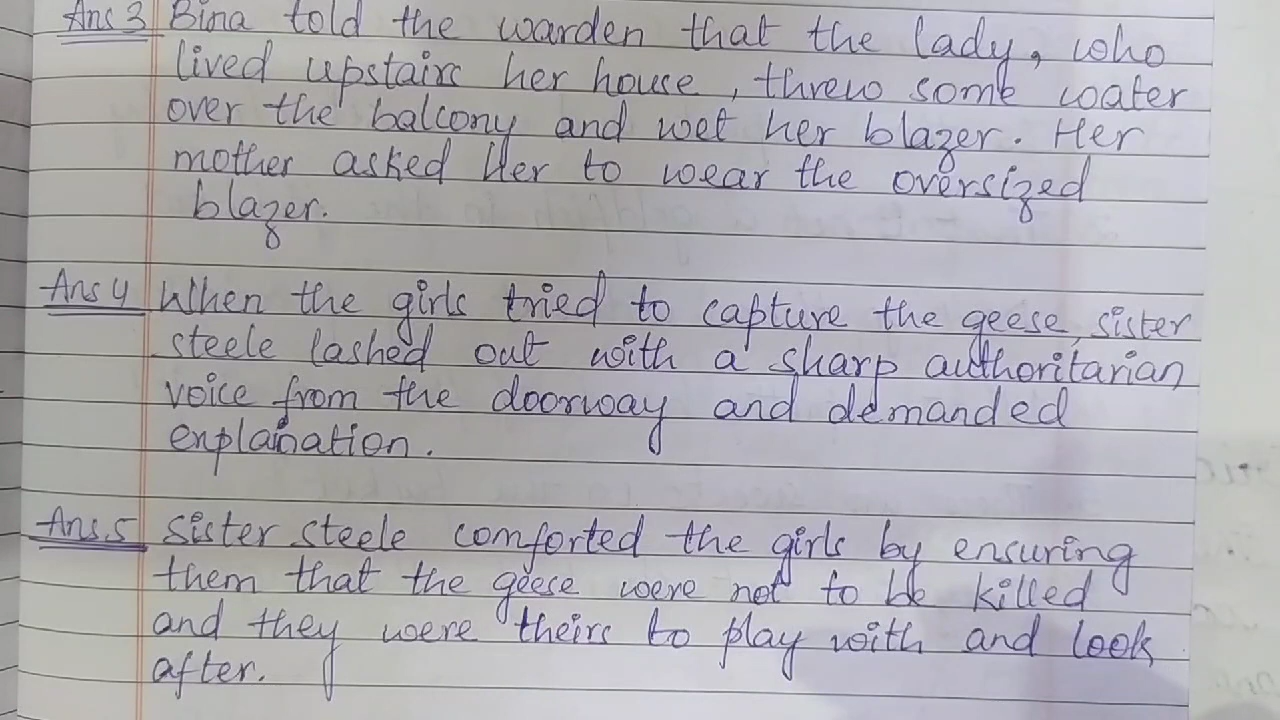 Ans 3 Bina told the warden that the lady, who
lived upstairs her house, threw some water
over the balcony and wet her blazer. Her
mother asked Her to wear the oversized
blazer.
Ans 4 When the girls tried to capture the geese, sister
steele lashed out with a sharp authoritarian
voice from the doorway and demanded
explanation.
Ans.5 Sister steele comforted the girls by ensuring
them that the geese were not to be killed
and they were theirs to play with and look
after.